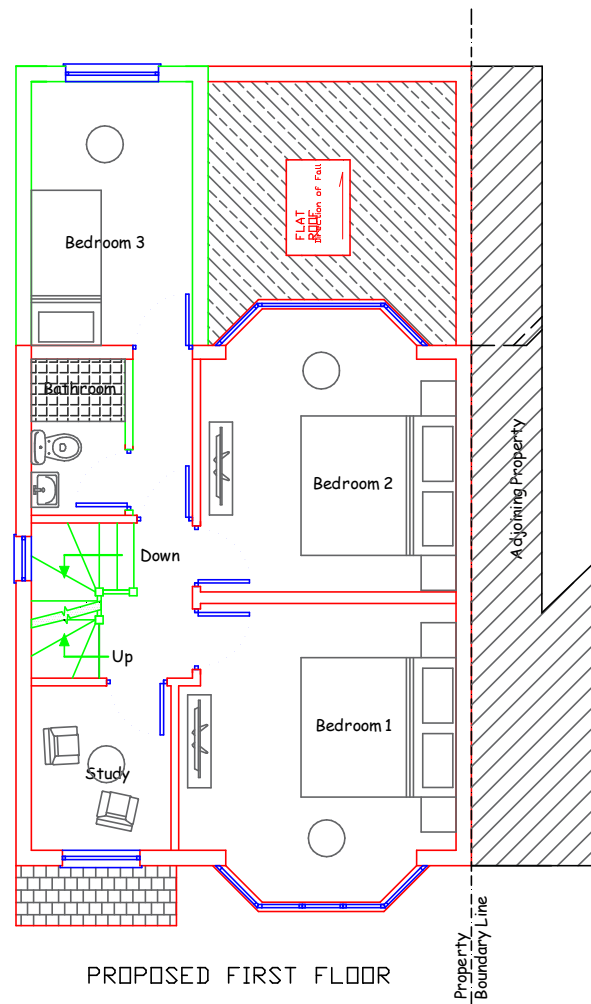 FLAT
ROOF
Direction of Fall
Bedroom 3
Bathroom
Bedroom 2
Adjoining Property
Down
Up
Bedroom 1
Study
Property
Boundary Line
PROPOSED FIRST FLOOR